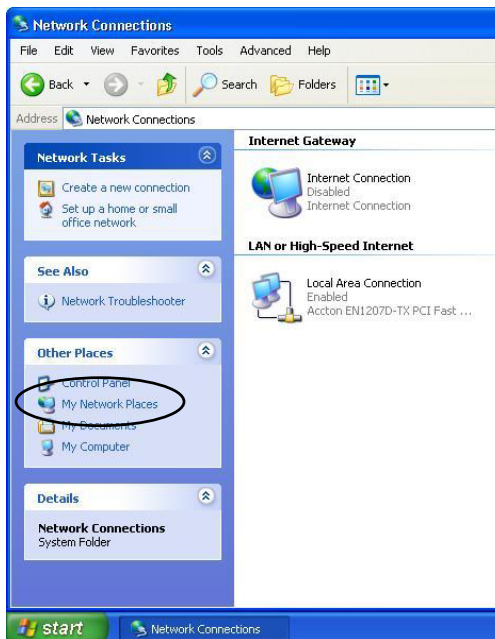 Network Connections
File Edit View Favorites Tools Advanced Help
Back Search Folders
Address Network Connections
Network Tasks
Create a new connection
Set up a home or small
office network
See Also
Network Troubleshooter
Other Places
Control Panel
My Network Places
My Documents
My Computer
Details
Network Connections
System Folder
Internet Gateway
Internet Connection
Disabled
Internet Connection
LAN or High-Speed Internet
Local Area Connection
Enabled
Accton EN1207D-TX PCI Fast ...
start Network Connections